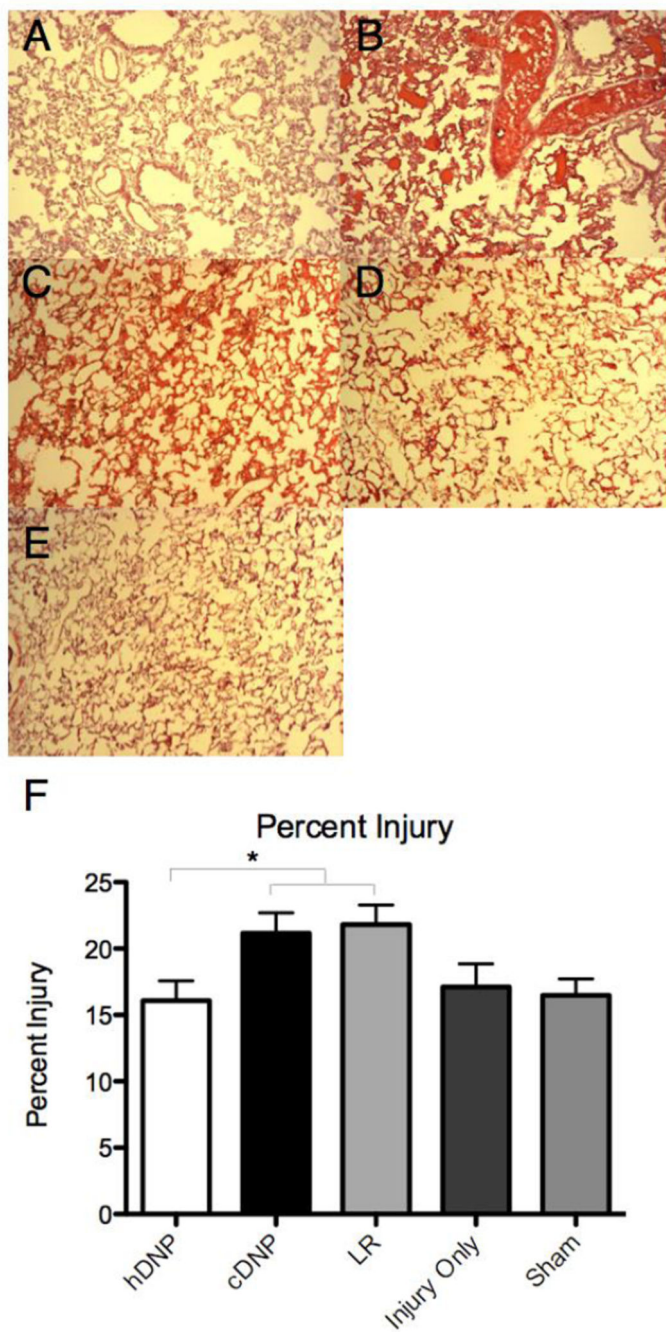 A
B
C
D
E
F
Percent Injury
*
25
20
15
10
5
0
Percent Injury
hDNP
cDNP
LR
Injury Only
Sham